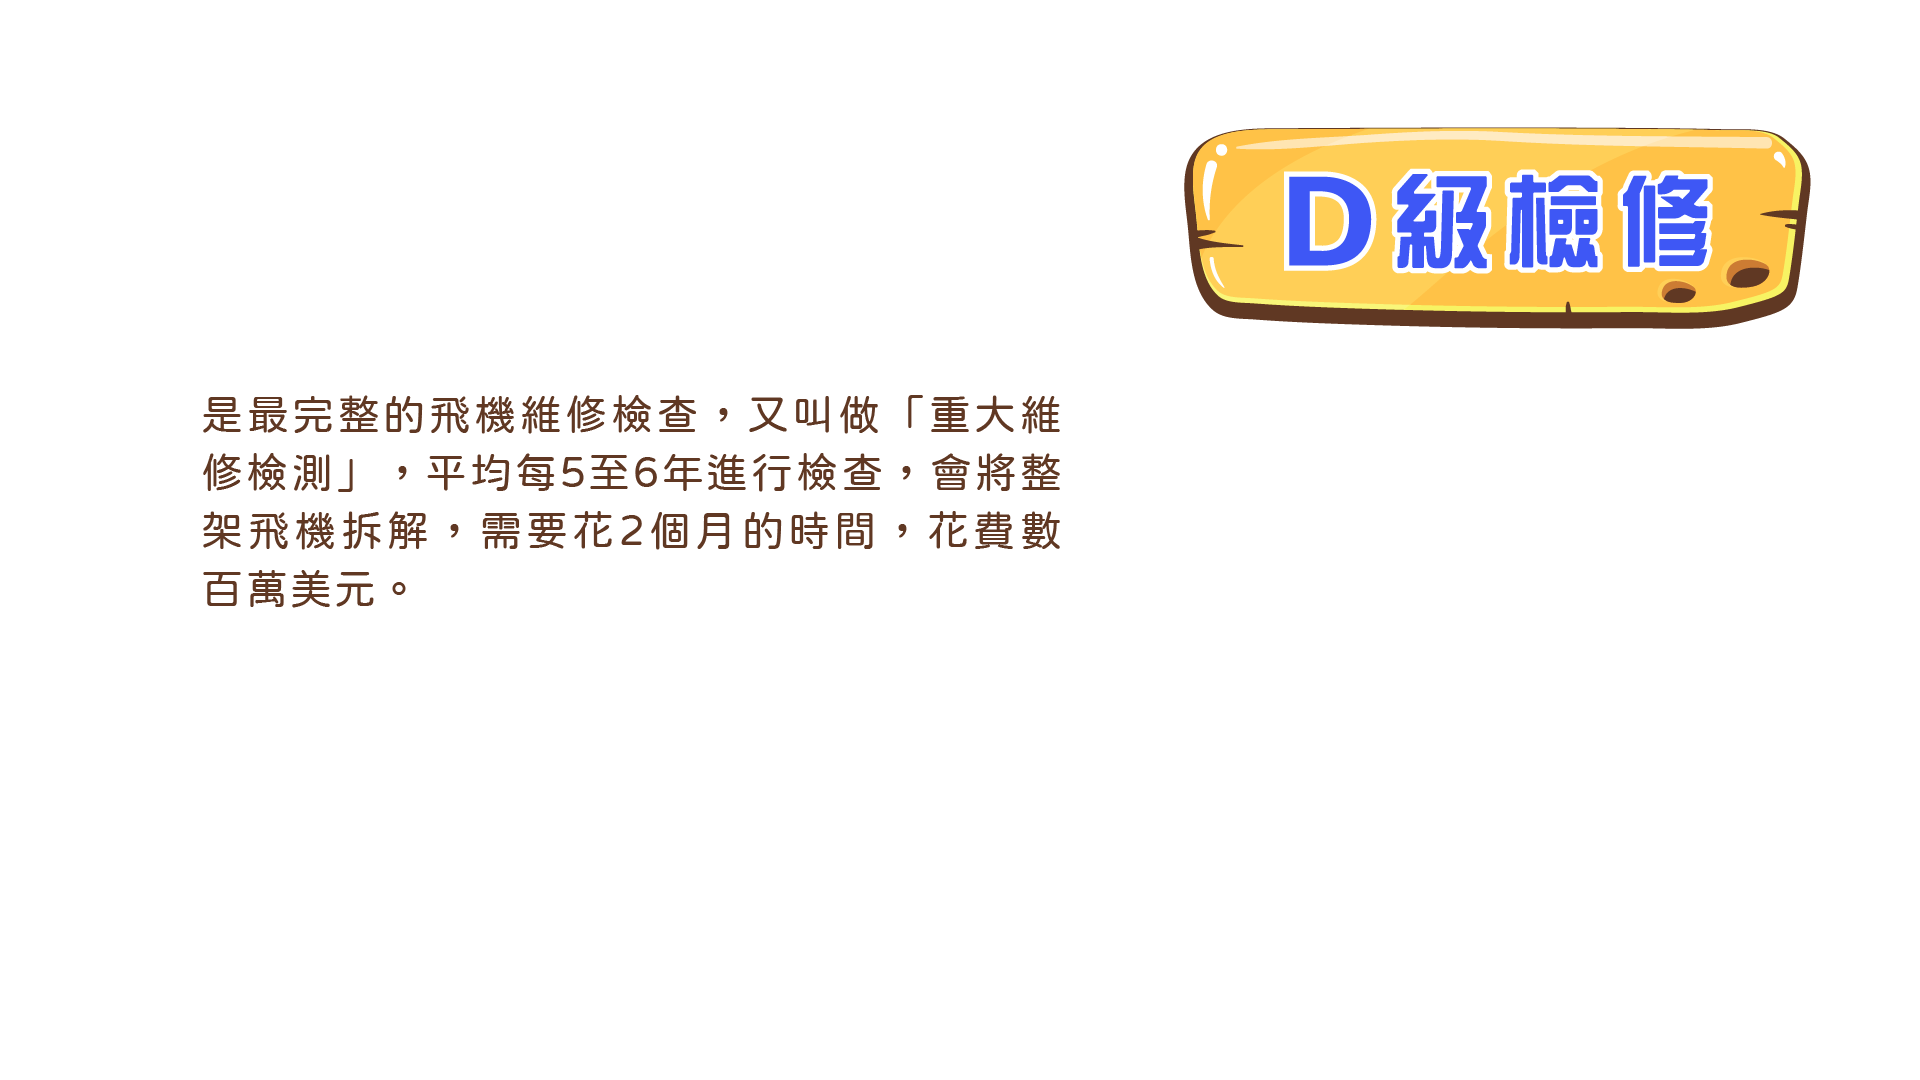 D級檢修
是最完整的飛機維修檢查，又叫做「重大維
修檢測」，平均每5至6年進行檢查，會將整
架飛機拆解，需要花2個月的時間，花費數
百萬美元。